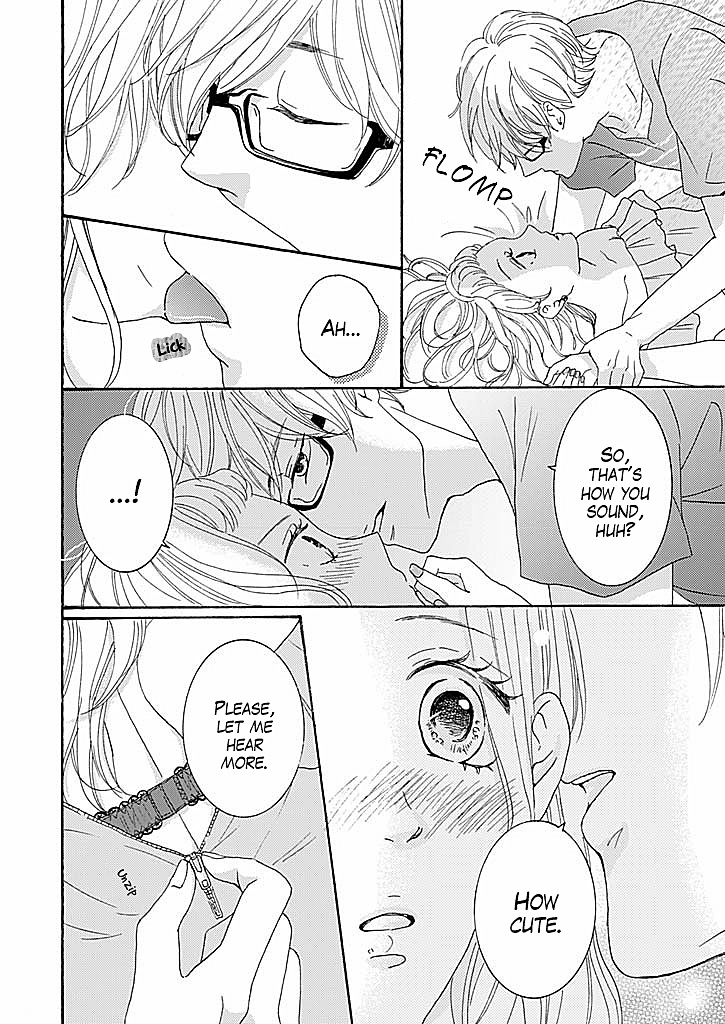 FLOMP
AH...
Lick
SO,
THAT'S
HOW YOU
SOUND,
HUH?
...!
HOW
CUTE.
PLEASE,
LET ME
HEAR
MORE.
Unzip